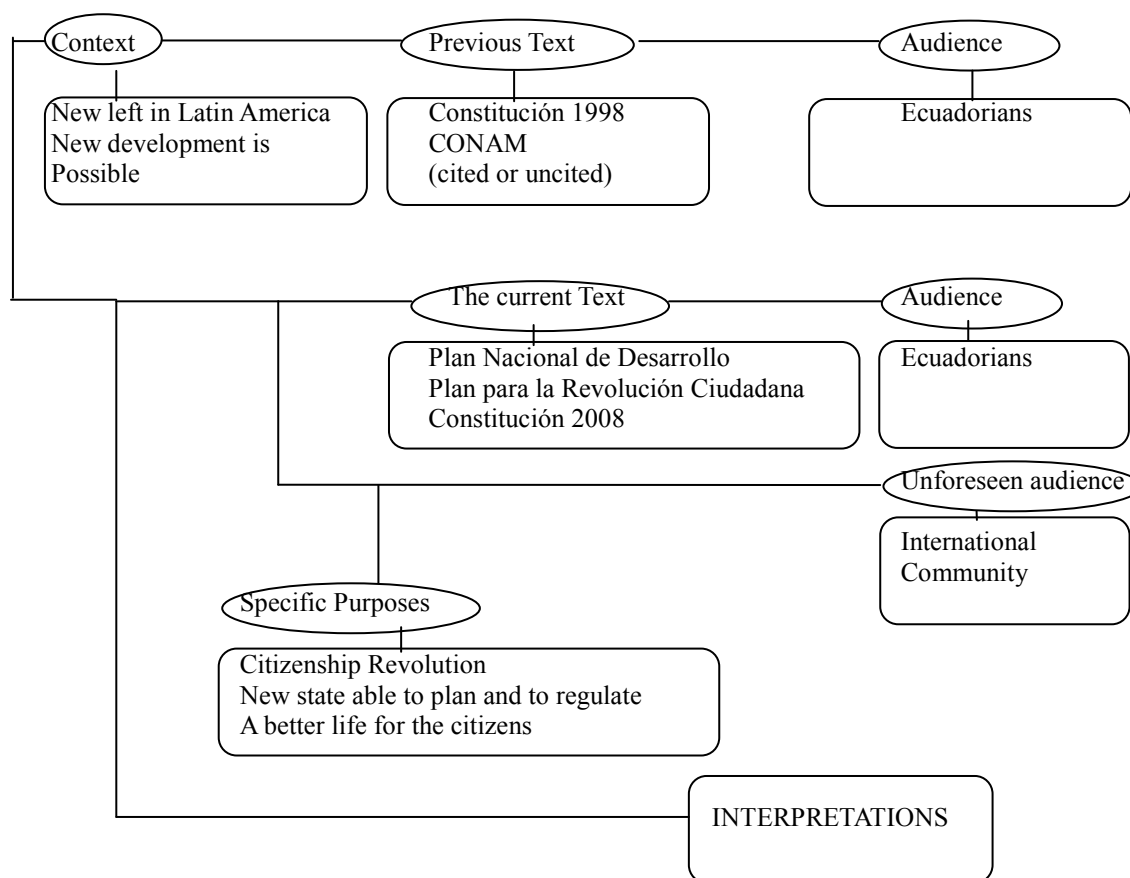 Context
Previous Text
Audience
New left in Latin America
New development is
Possible
Constitución 1998
CONAM
(cited or uncited)
Ecuadorians
The current Text
Audience
Plan Nacional de Desarrollo
Plan para la Revolución Ciudadana
Constitución 2008
Ecuadorians
Unforeseen audience
International
Community
Specific Purposes
Citizenship Revolution
New state able to plan and to regulate
A better life for the citizens
INTERPRETATIONS